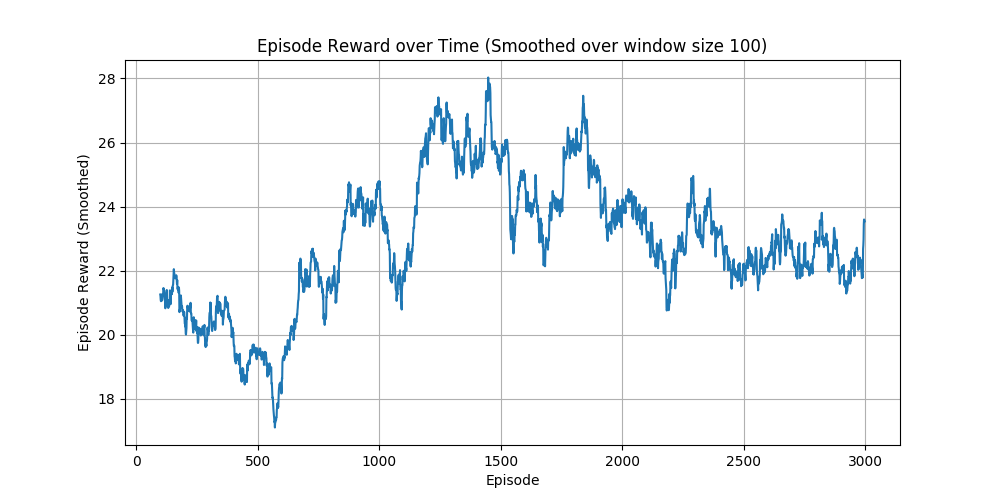 Episode Reward over Time (Smoothed over window size 100)
Episode Reward (Smoothed)
28
26
24
22
20
18
0 500 1000 1500 2000 2500 3000
Episode